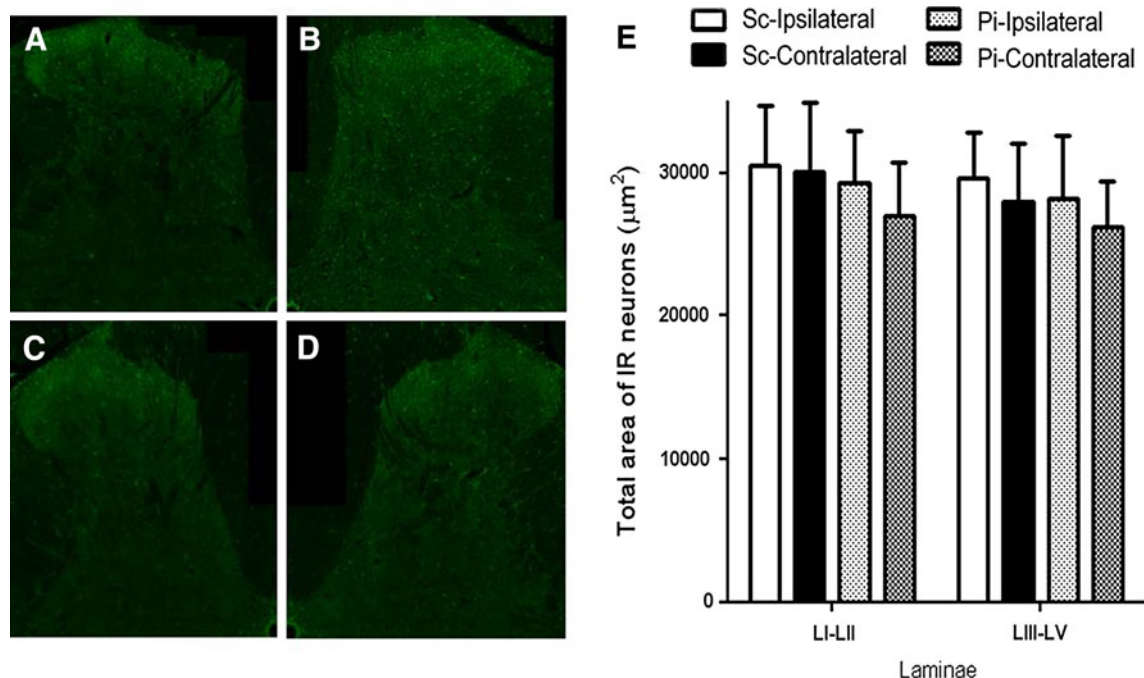 A
B
C
D
E
Sc-Ipsilateral
Pi-Ipsilateral
Sc-Contralateral
Pi-Contralateral
Total area of IR neurons (μm²)
30000
20000
10000
0
LI-LII
LIII-LV
Laminae